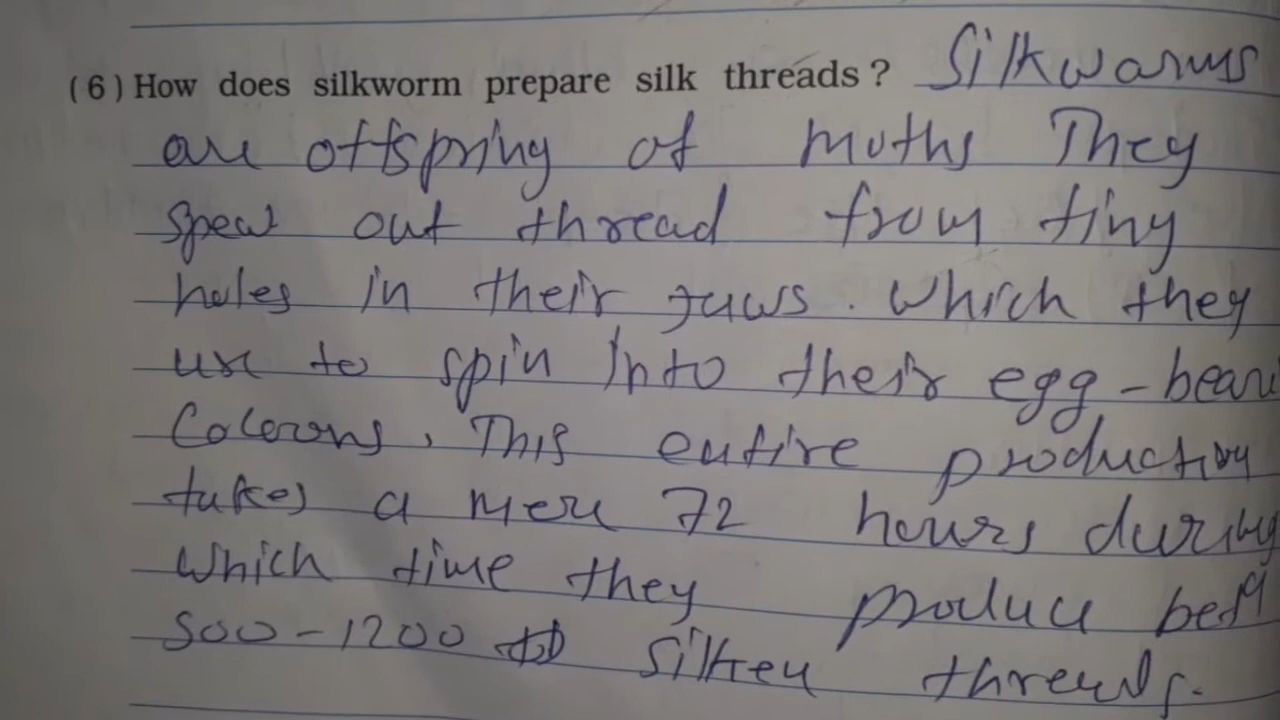 (6) How does silkworm prepare silk threads? Silkworms
are offspring of moths They
spew out thread from tiny
holes in their jaws. which they
use to spin into their egg-bear
Cocoons, This entire production
takes a mere 72 hours during
which time they produce
500-1200 silken threads.